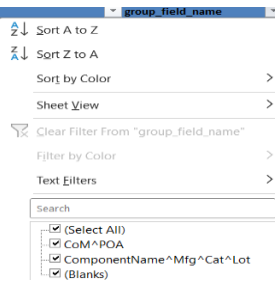 group_field_name
Sort A to Z
Sort Z to A
Sort by Color
Sheet View
Clear Filter From "group_field_name"
Filter by Color
Text Filters
Search
(Select All)
CoM^POA
ComponentName^Mfg^Cat^Lot
(Blanks)